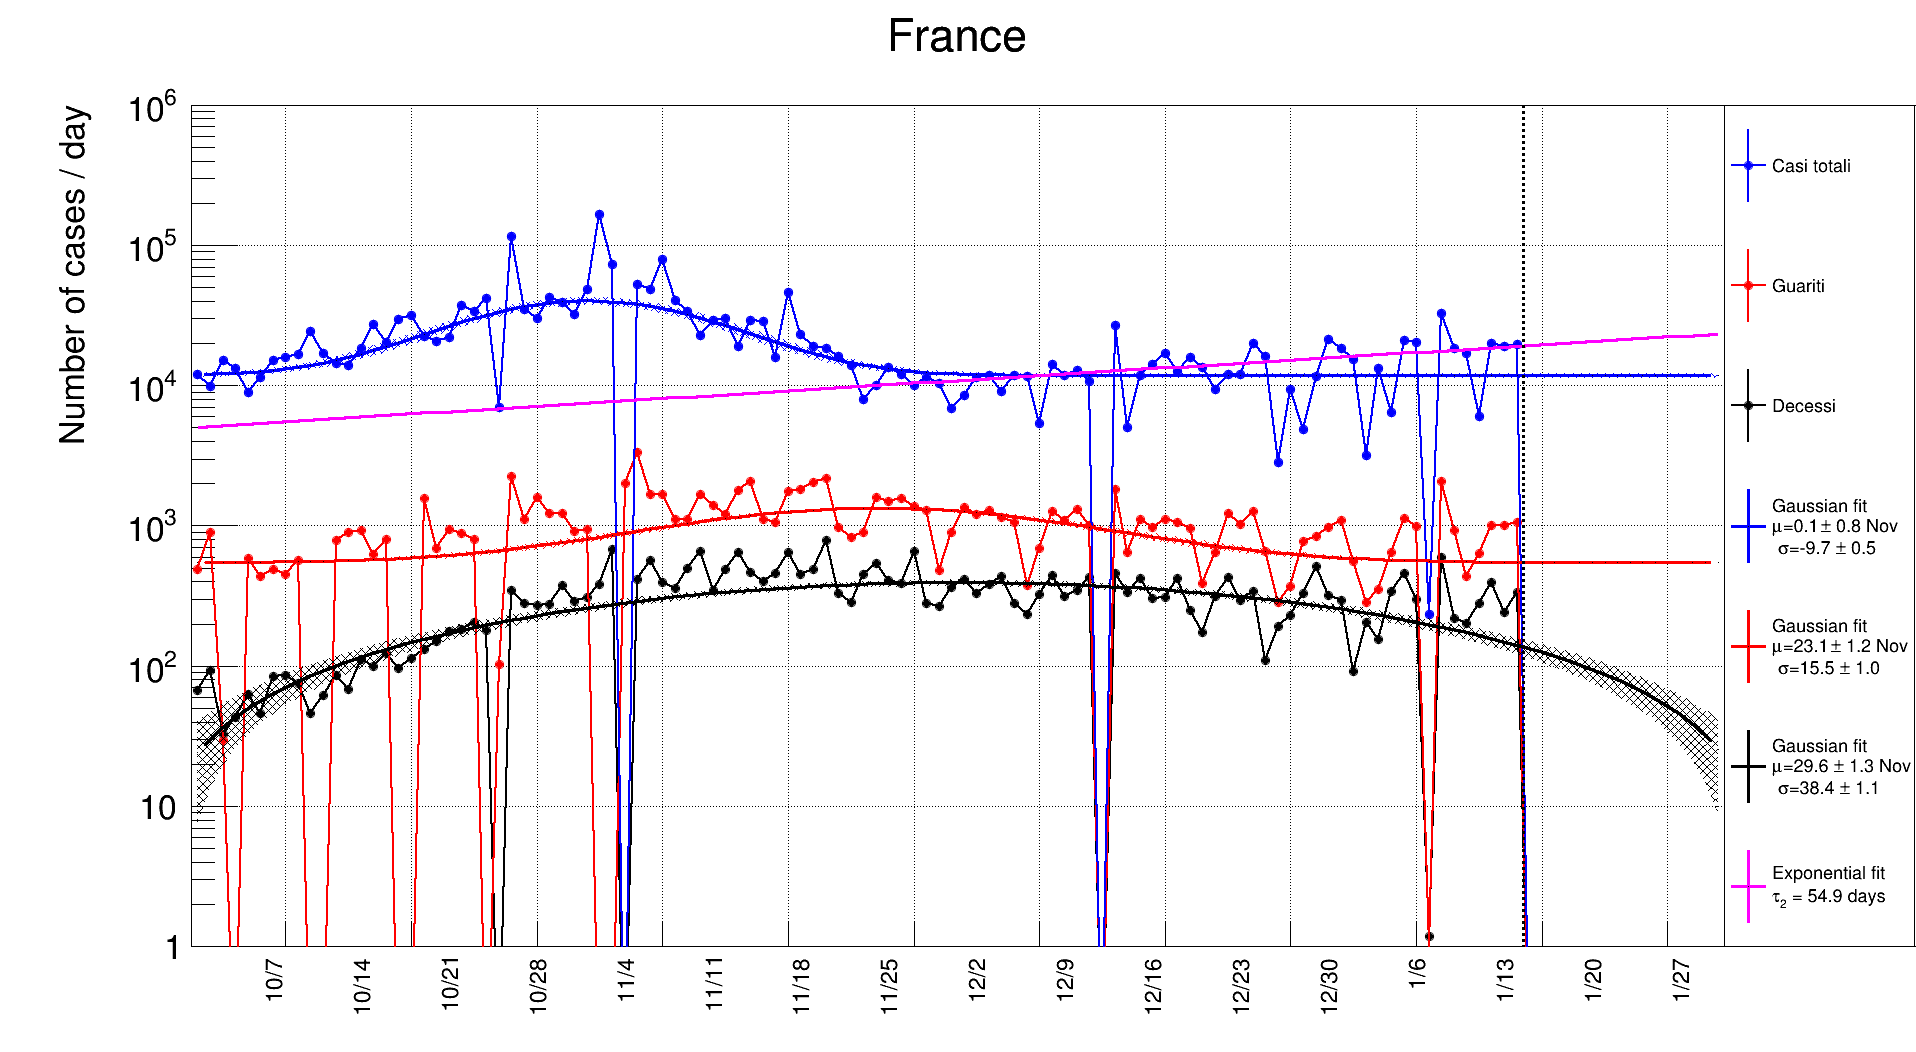 France
Number of cases / day
10^6
10^5
10^4
10^3
10^2
10
1
10/7
10/14
10/21
10/28
11/4
11/11
11/18
11/25
12/2
12/9
12/16
12/23
12/30
1/6
1/13
1/20
1/27
Casi totali
Guariti
Decessi
Gaussian fit
μ=0.1 ± 0.8 Nov
σ=-9.7 ± 0.5
Gaussian fit
μ=23.1 ± 1.2 Nov
σ=15.5 ± 1.0
Gaussian fit
μ=29.6 ± 1.3 Nov
σ=38.4 ± 1.1
Exponential fit
τ₂ = 54.9 days